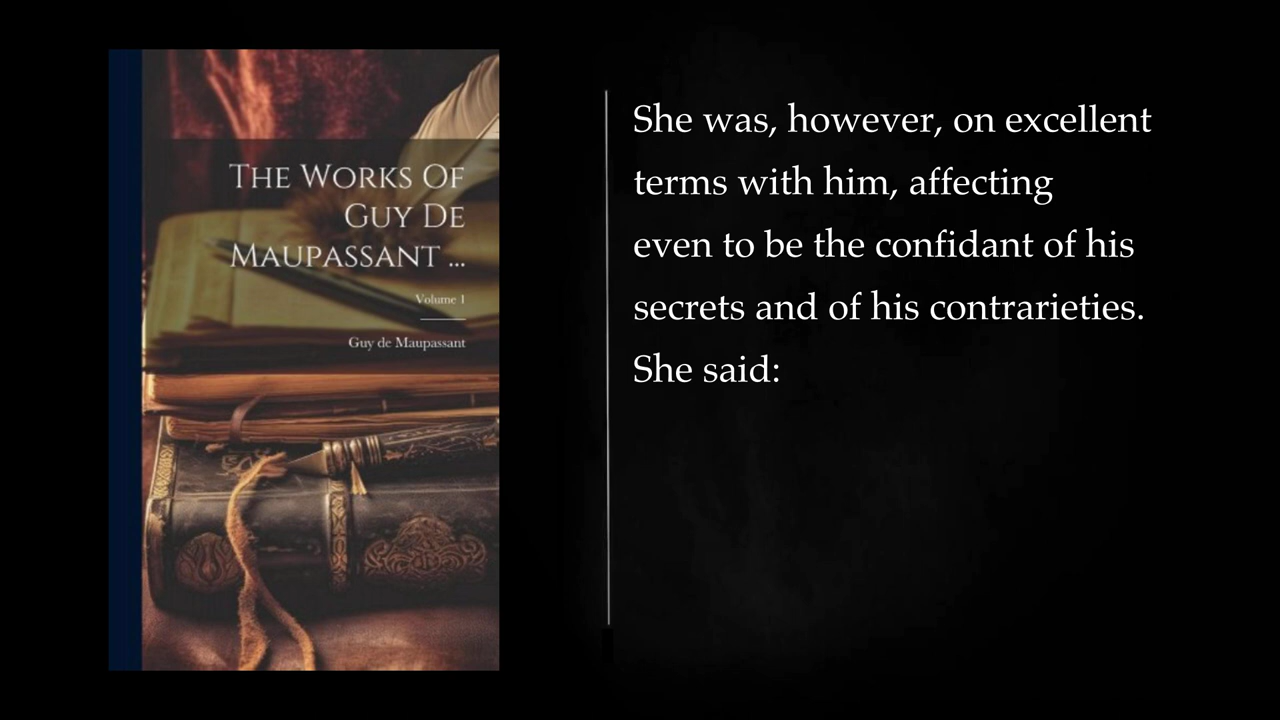 The Works Of
Guy De
Maupassant ...
Volume 1
Guy de Maupassant
She was, however, on excellent
terms with him, affecting
even to be the confidant of his
secrets and of his contrarieties.
She said: